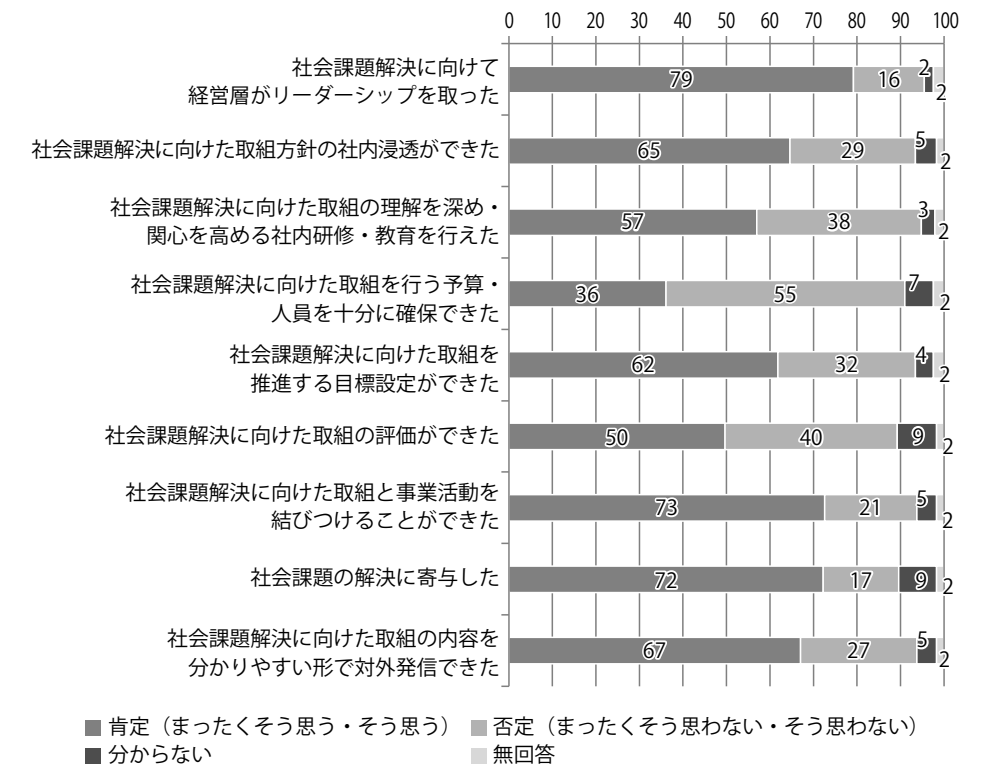 0 10 20 30 40 50 60 70 80 90 100
社会課題解決に向けて
経営層がリーダーシップを取った
79 16 2 2
社会課題解決に向けた取組方針の社内浸透ができた
65 29 5 2
社会課題解決に向けた取組の理解を深め・
関心を高める社内研修・教育を行えた
57 38 3 2
社会課題解決に向けた取組を行う予算・
人員を十分に確保できた
36 55 7 2
社会課題解決に向けた取組を
推進する目標設定ができた
62 32 4 2
社会課題解決に向けた取組の評価ができた
50 40 9 2
社会課題解決に向けた取組と事業活動を
結びつけることができた
73 21 5 2
社会課題の解決に寄与した
72 17 9 2
社会課題解決に向けた取組の内容を
分かりやすい形で対外発信できた
67 27 5 2
肯定（まったくそう思う・そう思う） 否定（まったくそう思わない・そう思わない）
分からない 無回答